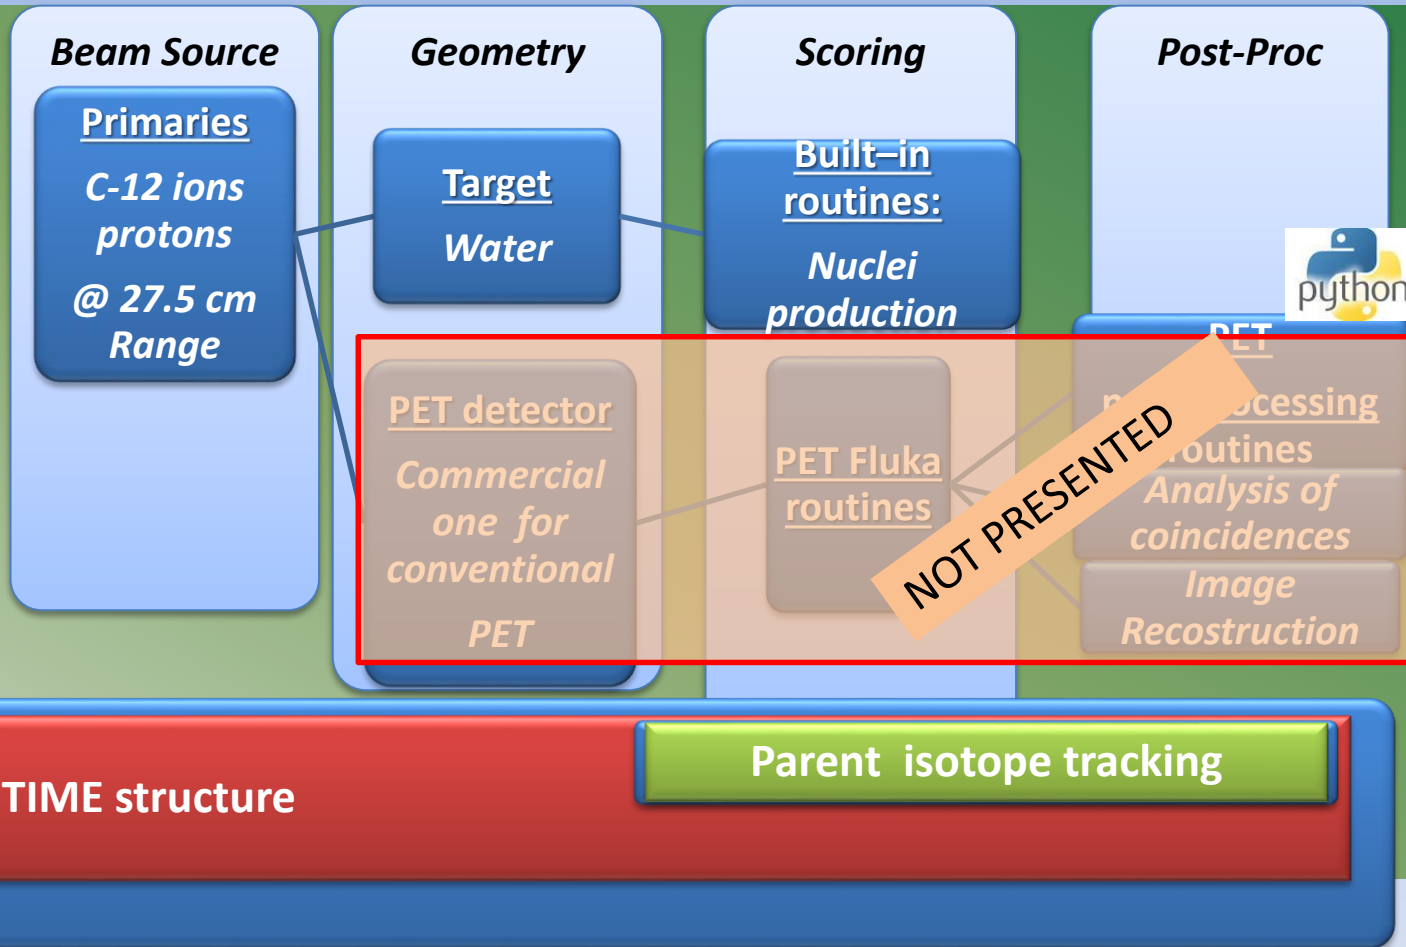 Beam Source
Primaries
C-12 ions
protons
@ 27.5 cm
Range
Geometry
Target
Water
PET detector
Commercial
one for
conventional
PET
Scoring
Built–in
routines:
Nuclei
production
PET Fluka
routines
Post-Proc
python
PET
routines
Analysis of
coincidences
Image
Recostruction
NOT PRESENTED
TIME structure
Parent isotope tracking